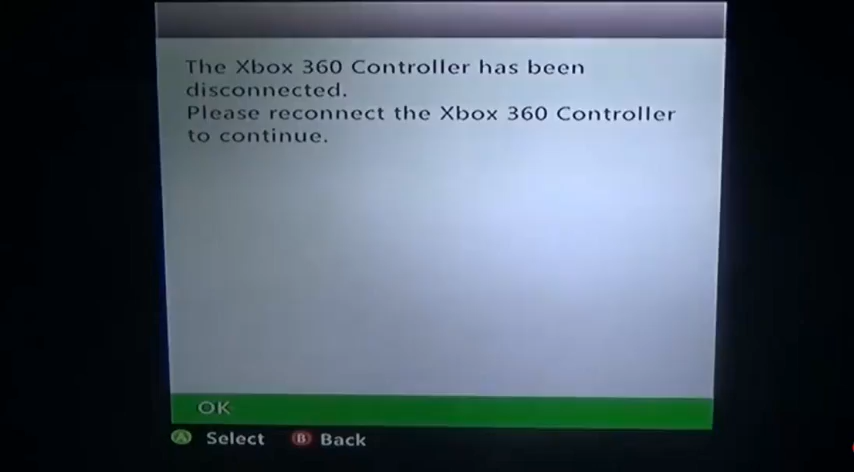 The Xbox 360 Controller has been
disconnected.
Please reconnect the Xbox 360 Controller
to continue.
OK
A Select B Back